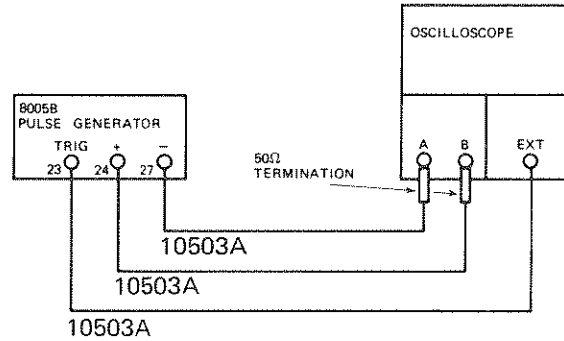 OSCILLOSCOPE
8005B
PULSE GENERATOR
TRIG + −
23 24 27
A B EXT
50Ω
TERMINATION
10503A
10503A
10503A